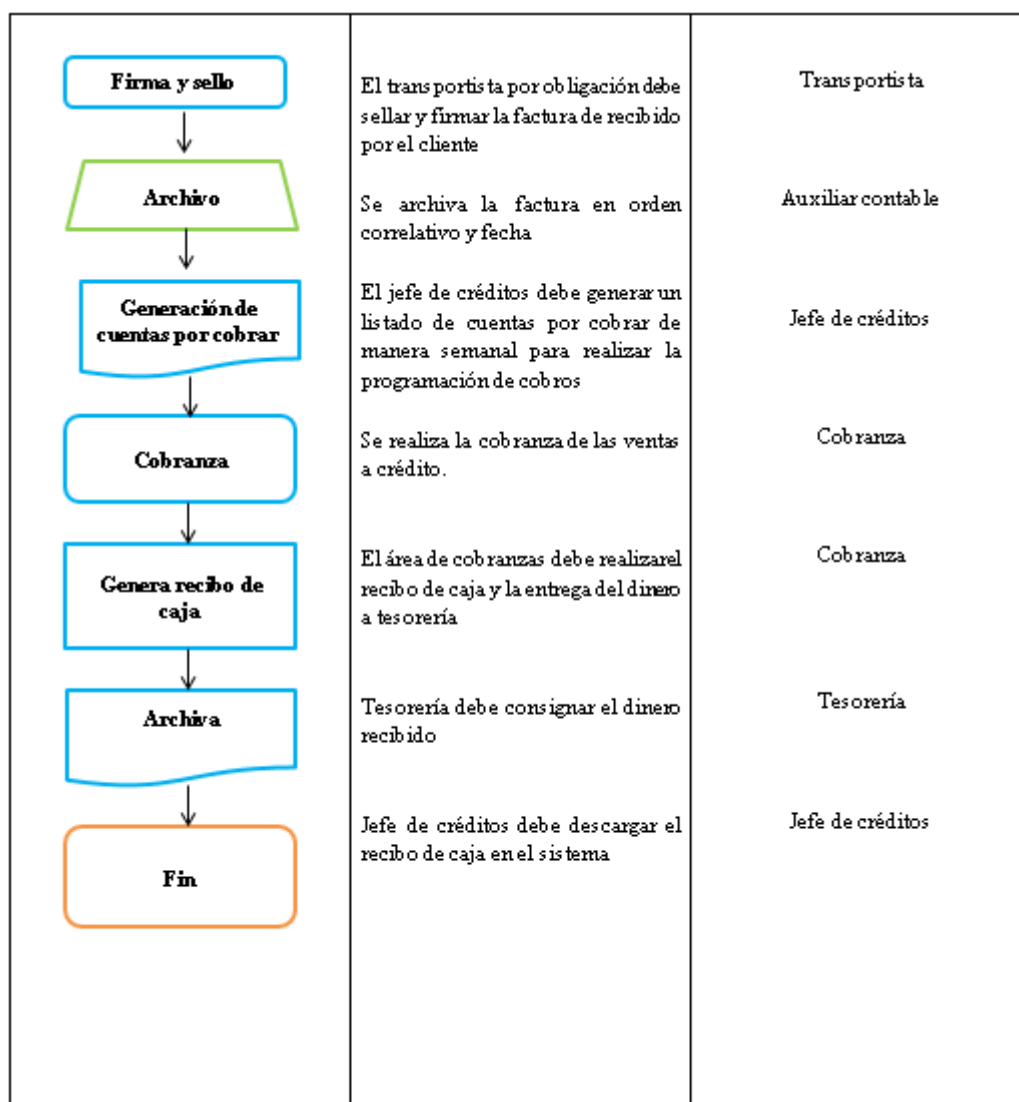 Firma y sello
El transportista por obligación debe
sellar y firmar la factura de recibido
por el cliente
Transportista
Archivo
Se archiva la factura en orden
correlativo y fecha
Auxiliar contable
Generación de
cuentas por cobrar
El jefe de créditos debe generar un
listado de cuentas por cobrar de
manera semanal para realizar la
programación de cobros
Jefe de créditos
Cobranza
Se realiza la cobranza de las ventas
a crédito.
Cobranza
Genera recibo de
caja
El área de cobranzas debe realizar el
recibo de caja y la entrega del dinero
a tesorería
Cobranza
Archiva
Tesorería debe consignar el dinero
recibido
Tesorería
Fin
Jefe de créditos debe descargar el
recibo de caja en el sistema
Jefe de créditos